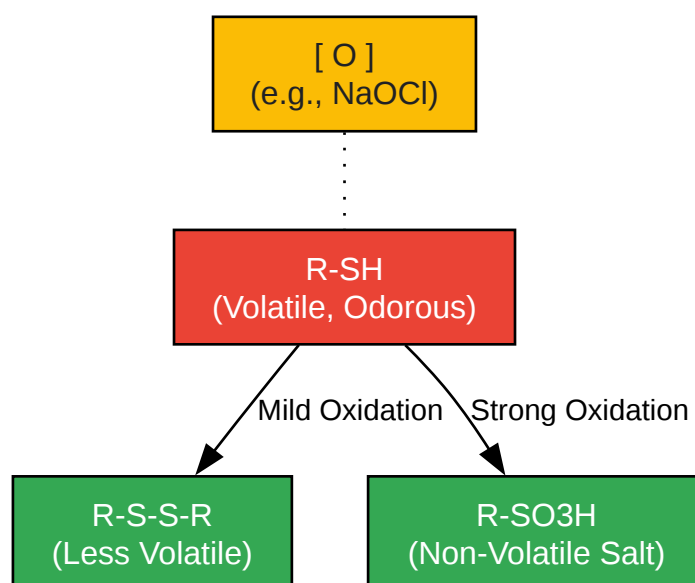 [ O ]
(e.g., NaOCl)
R-SH
(Volatile, Odorous)
Mild Oxidation
Strong Oxidation
R-S-S-R
(Less Volatile)
R-SO3H
(Non-Volatile Salt)